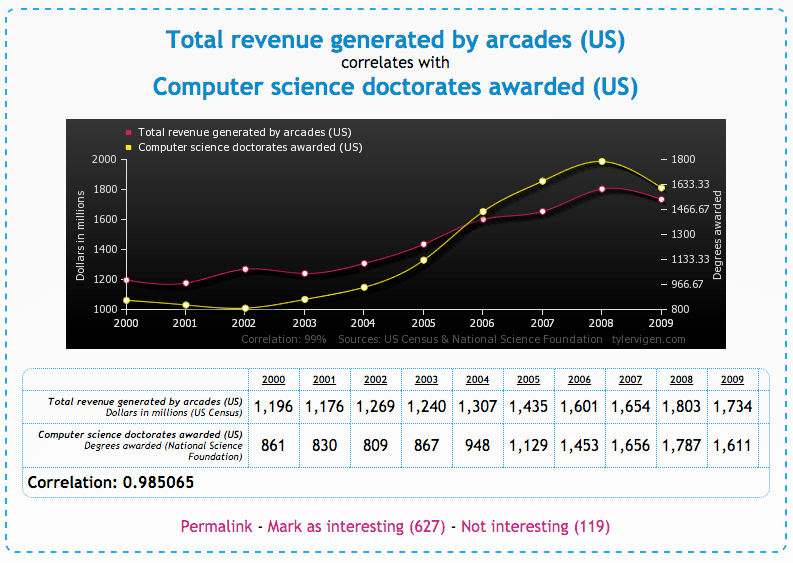 Total revenue generated by arcades (US)
correlates with
Computer science doctorates awarded (US)
Total revenue generated by arcades (US)
Computer science doctorates awarded (US)
2000 1800
1800 1633.33
1600 1466.67
1300
1400 1133.33
1200 966.67
1000 800
Dollars in millions
Degrees awarded
2000 2001 2002 2003 2004 2005 2006 2007 2008 2009
Correlation: 99% Sources: US Census & National Science Foundation tylervigen.com
2000 2001 2002 2003 2004 2005 2006 2007 2008 2009
Total revenue generated by arcades (US)
Dollars in millions (US Census)
1,196 1,176 1,269 1,240 1,307 1,435 1,601 1,654 1,803 1,734
Computer science doctorates awarded (US)
Degrees awarded (National Science
Foundation)
861 830 809 867 948 1,129 1,453 1,656 1,787 1,611
Correlation: 0.985065
Permalink - Mark as interesting (627) - Not interesting (119)